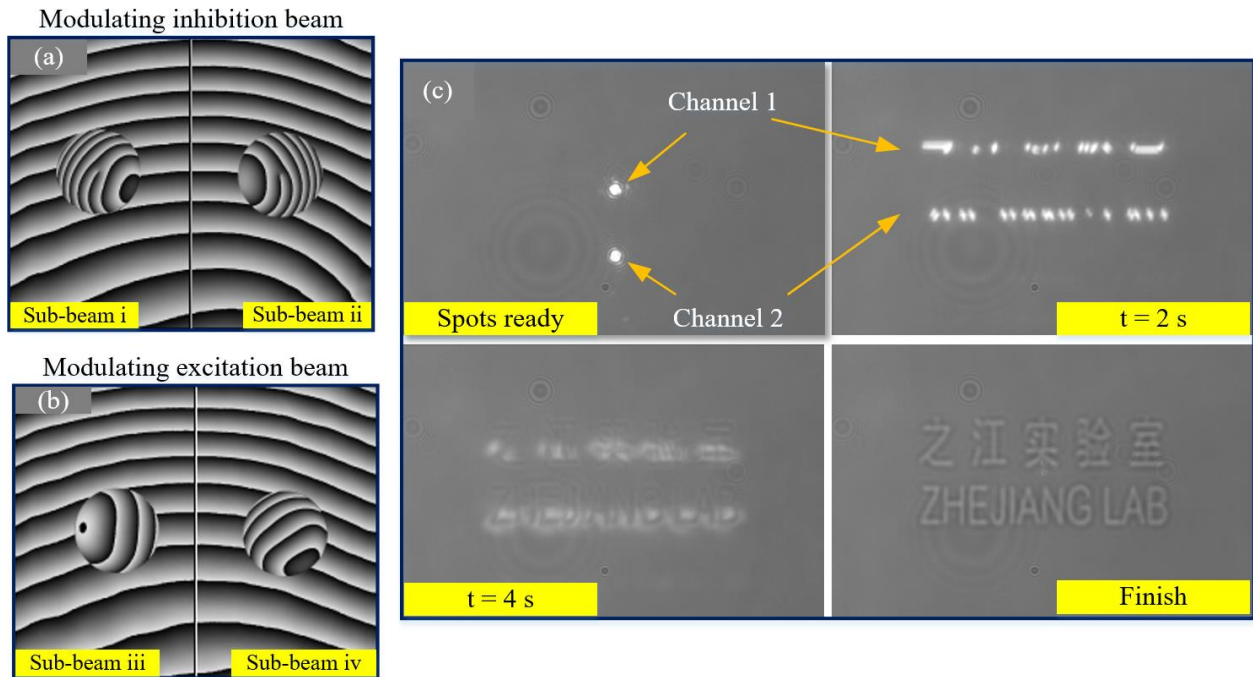 Modulating inhibition beam
(a)
Sub-beam i
Sub-beam ii
Modulating excitation beam
(b)
Sub-beam iii
Sub-beam iv
(c)
Channel 1
Channel 2
Spots ready
t = 2 s
t = 4 s
Finish
之江实验室
ZHEJIANG LAB